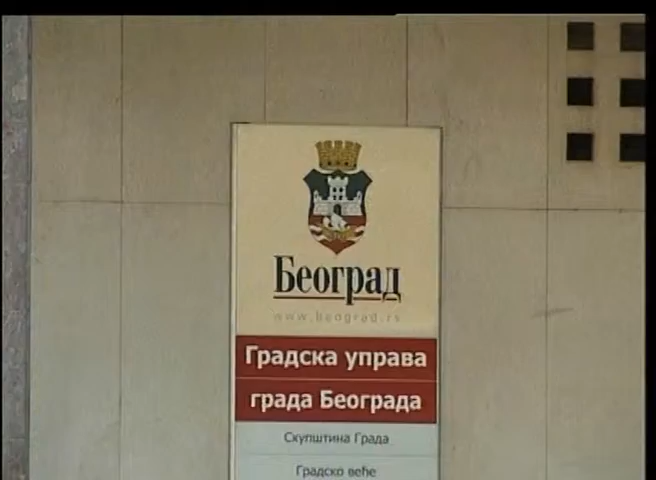 Београд
www.beograd.rs
Градска управа
града Београда
Скупштина Града
Градско веће